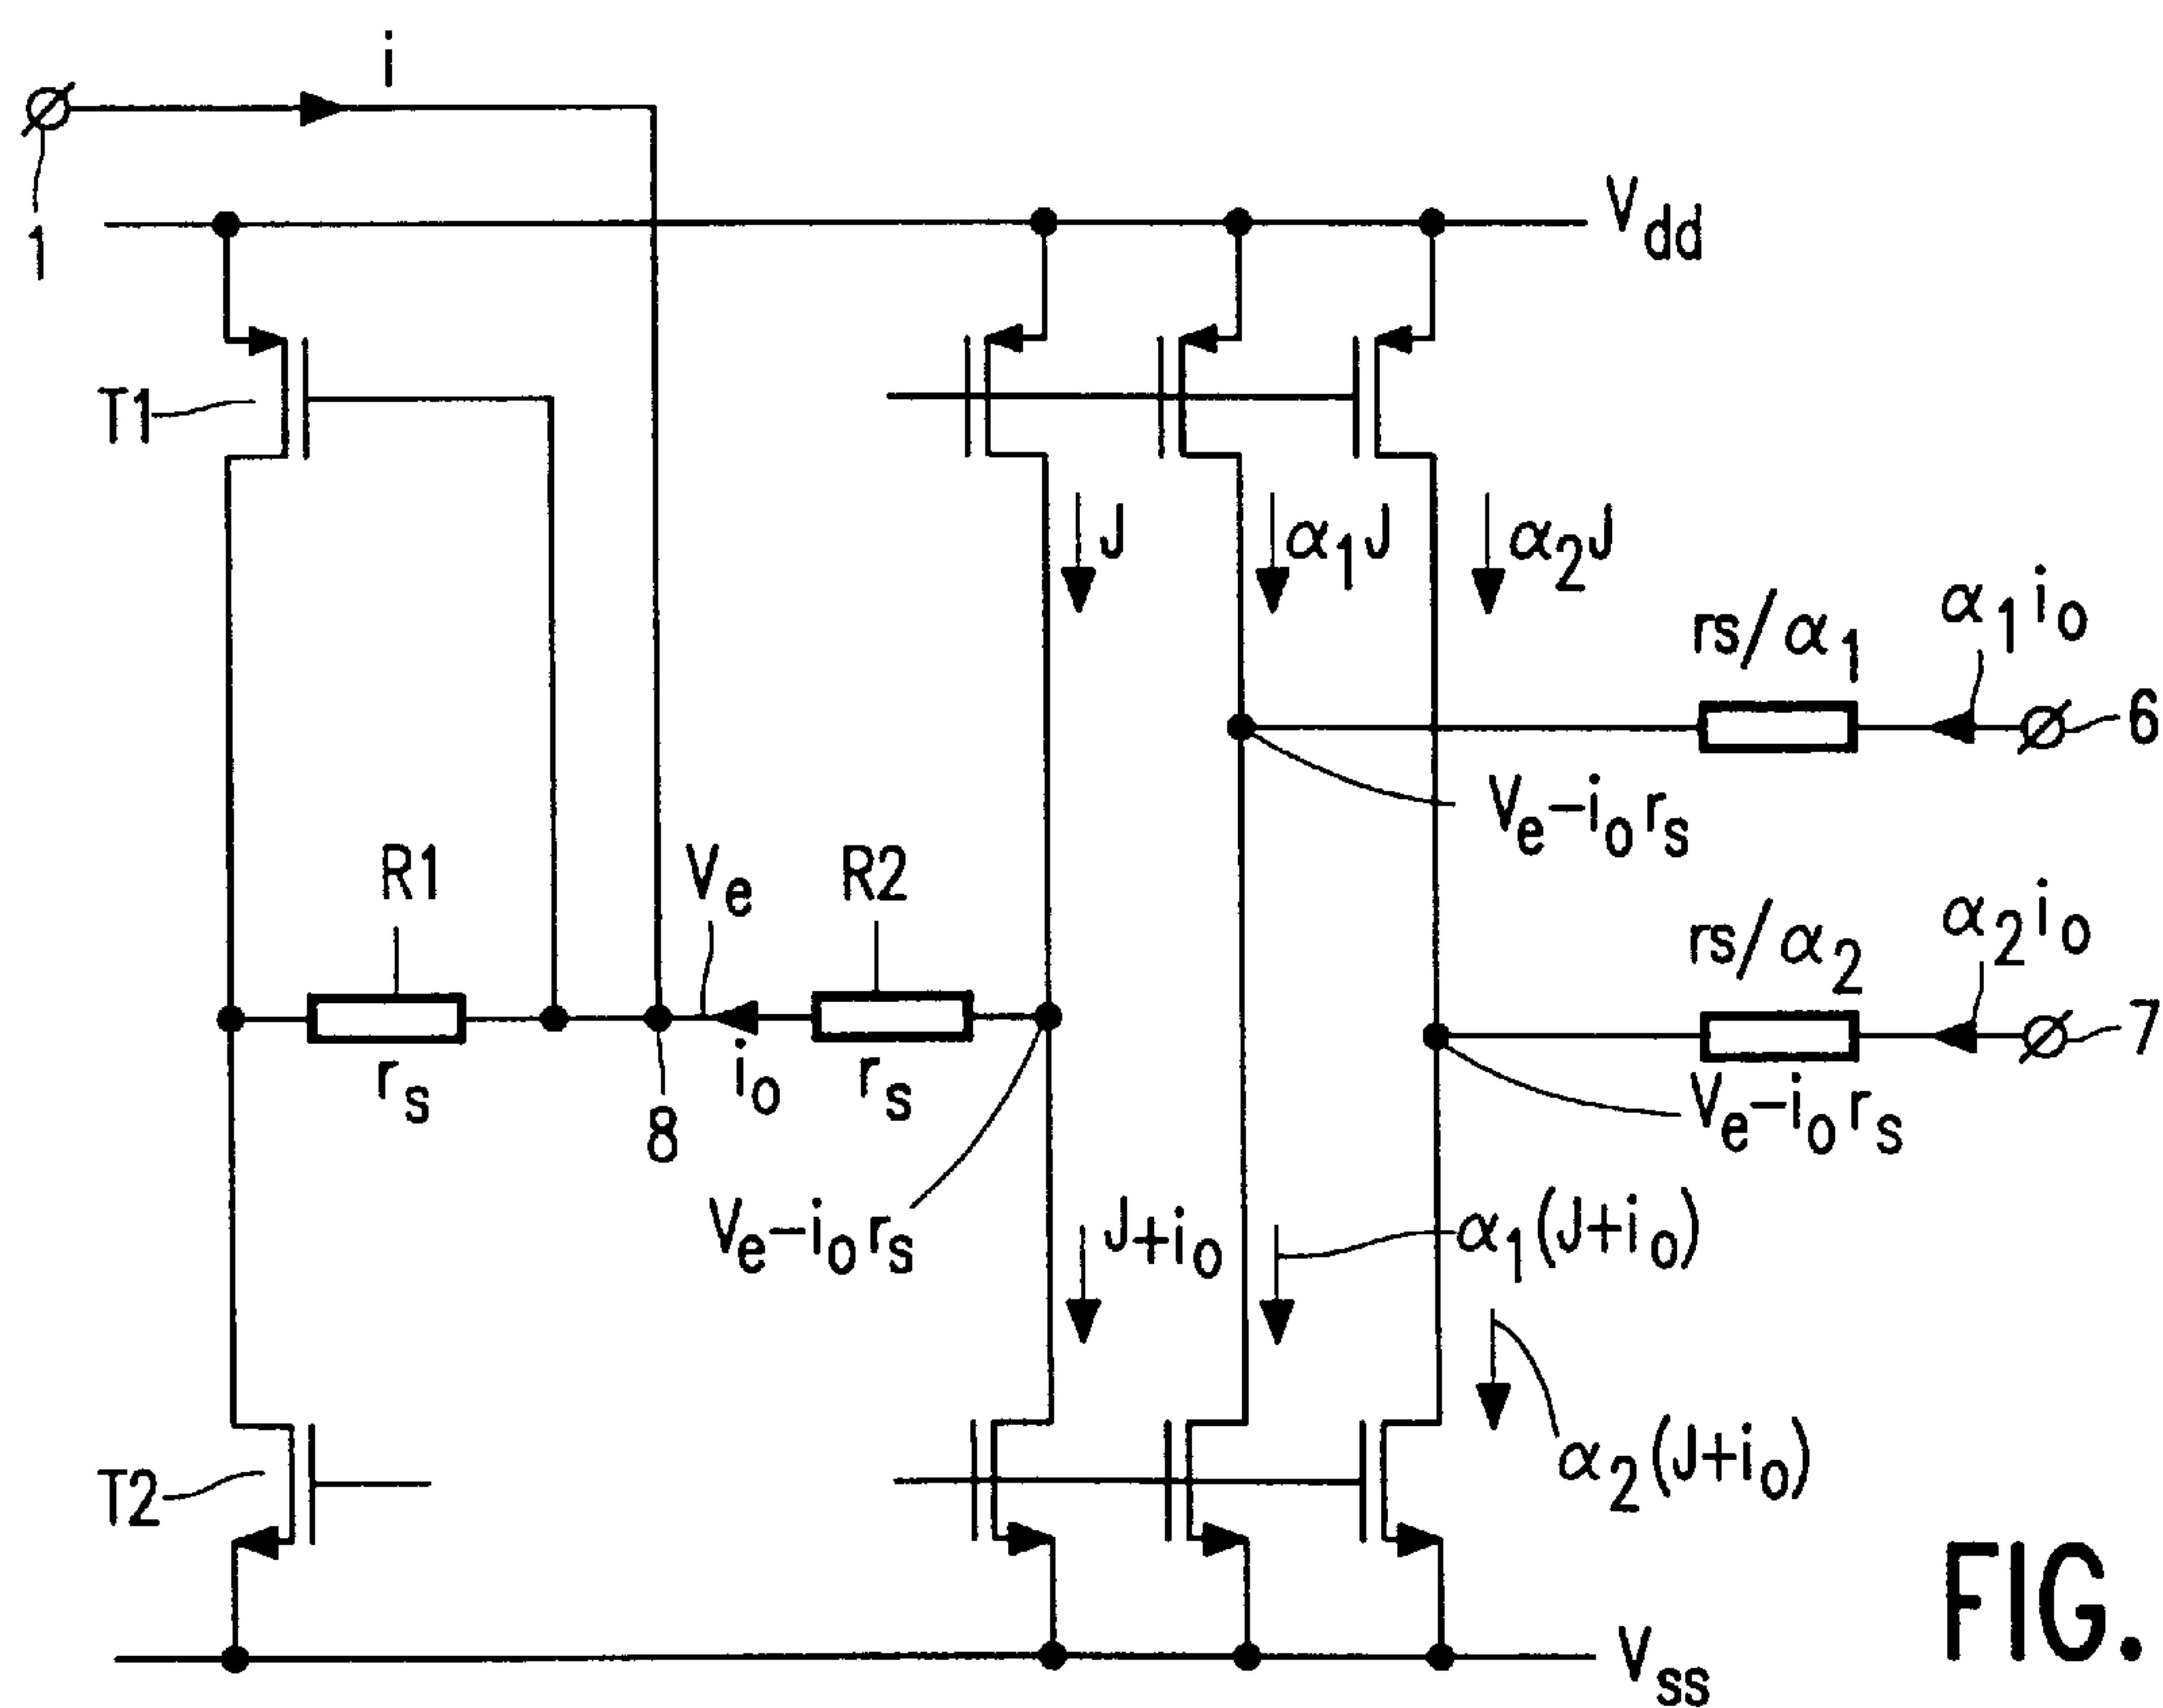 i
1
Vdd
T1
J
α1J
α2J
rs/α1
α1io
6
Ve−iors
R1
Ve
R2
rs/α2
α2io
7
rs
8
io
rs
Ve−iors
Ve−iors
J+io
α1(J+io)
T2
α2(J+io)
FIG.
Vss